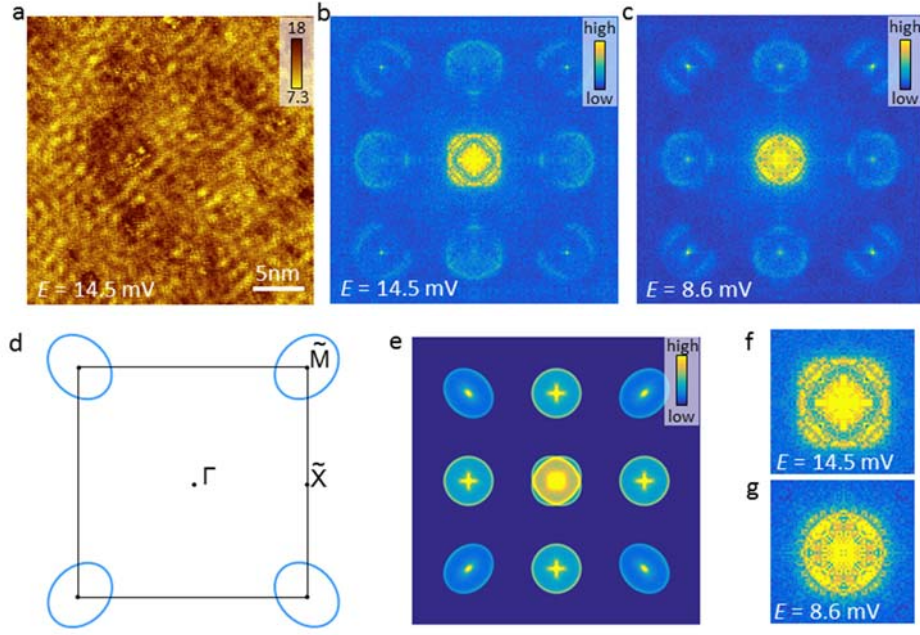 a
18
7.3
E = 14.5 mV
5nm
b
high
low
E = 14.5 mV
c
high
low
E = 8.6 mV
d
M̃
Γ
X̃
e
high
low
f
E = 14.5 mV
g
E = 8.6 mV